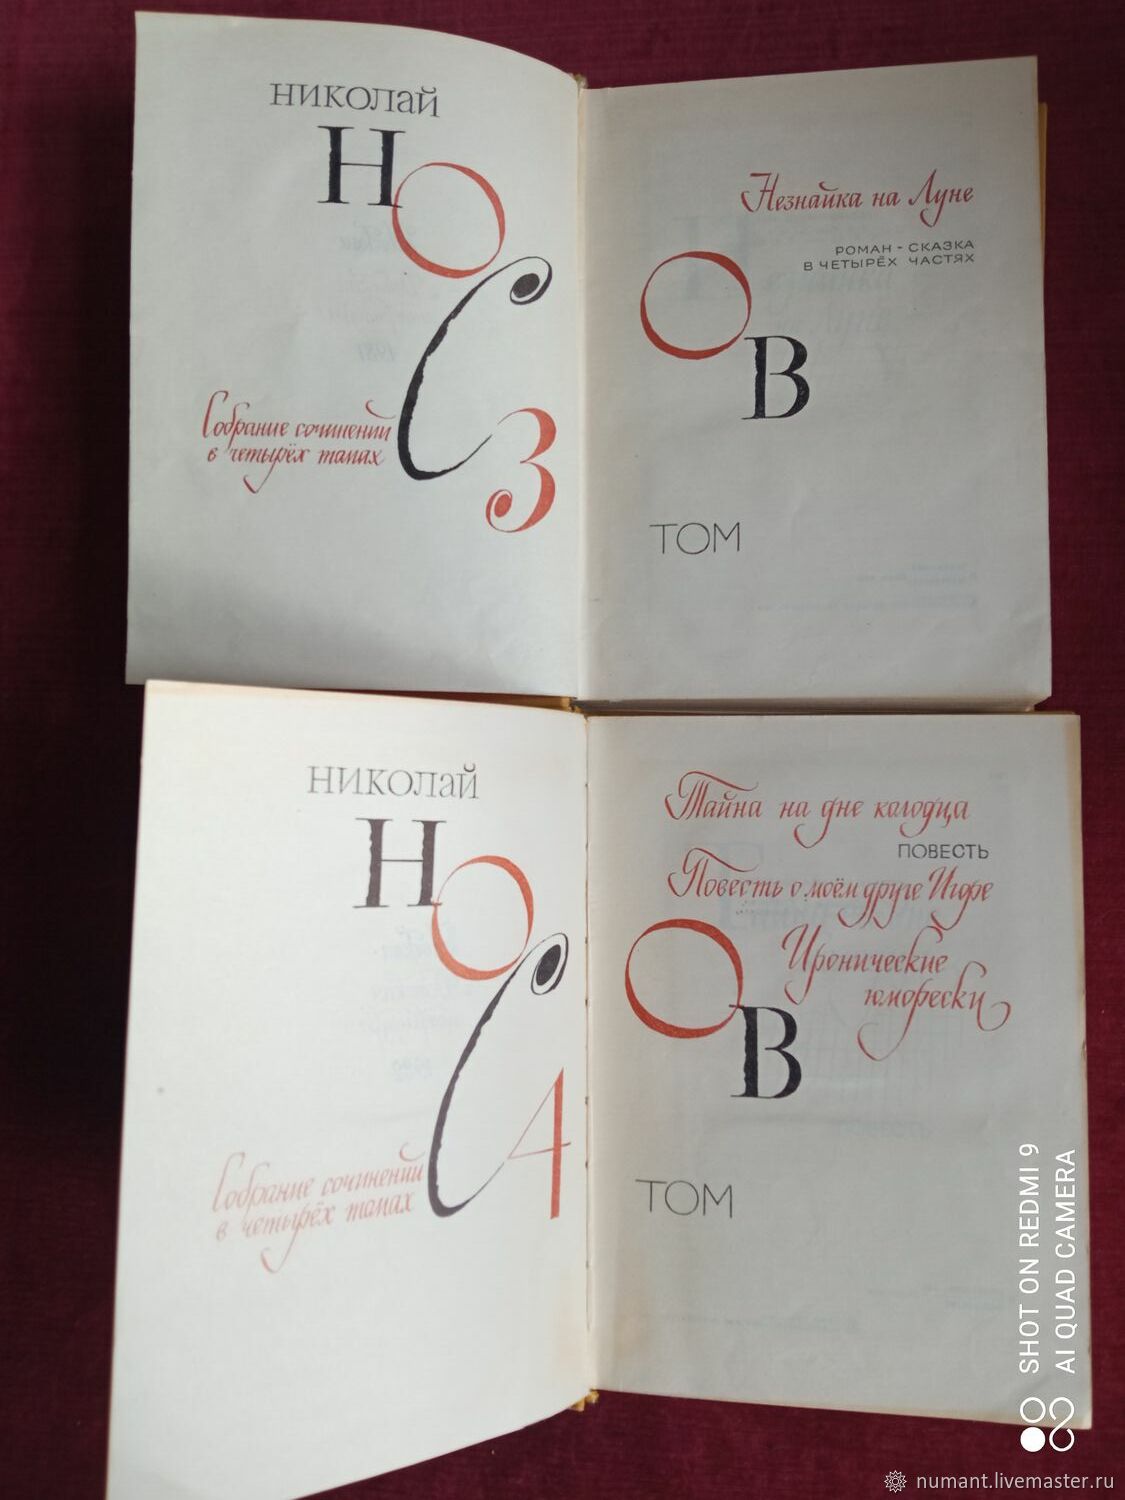 НИКОЛАЙ
НОСОВ
Собрание сочинений
в четырёх томах
3
Незнайка на Луне
РОМАН - СКАЗКА
В ЧЕТЫРЁХ ЧАСТЯХ
ТОМ
НИКОЛАЙ
НОСОВ
Собрание сочинений
в четырёх томах
4
Тайна на дне колодца
ПОВЕСТЬ
Повесть о моём друге Игоре
Иронические
юморески
ТОМ
SHOT ON REDMI 9
AI QUAD CAMERA
numant.livemaster.ru